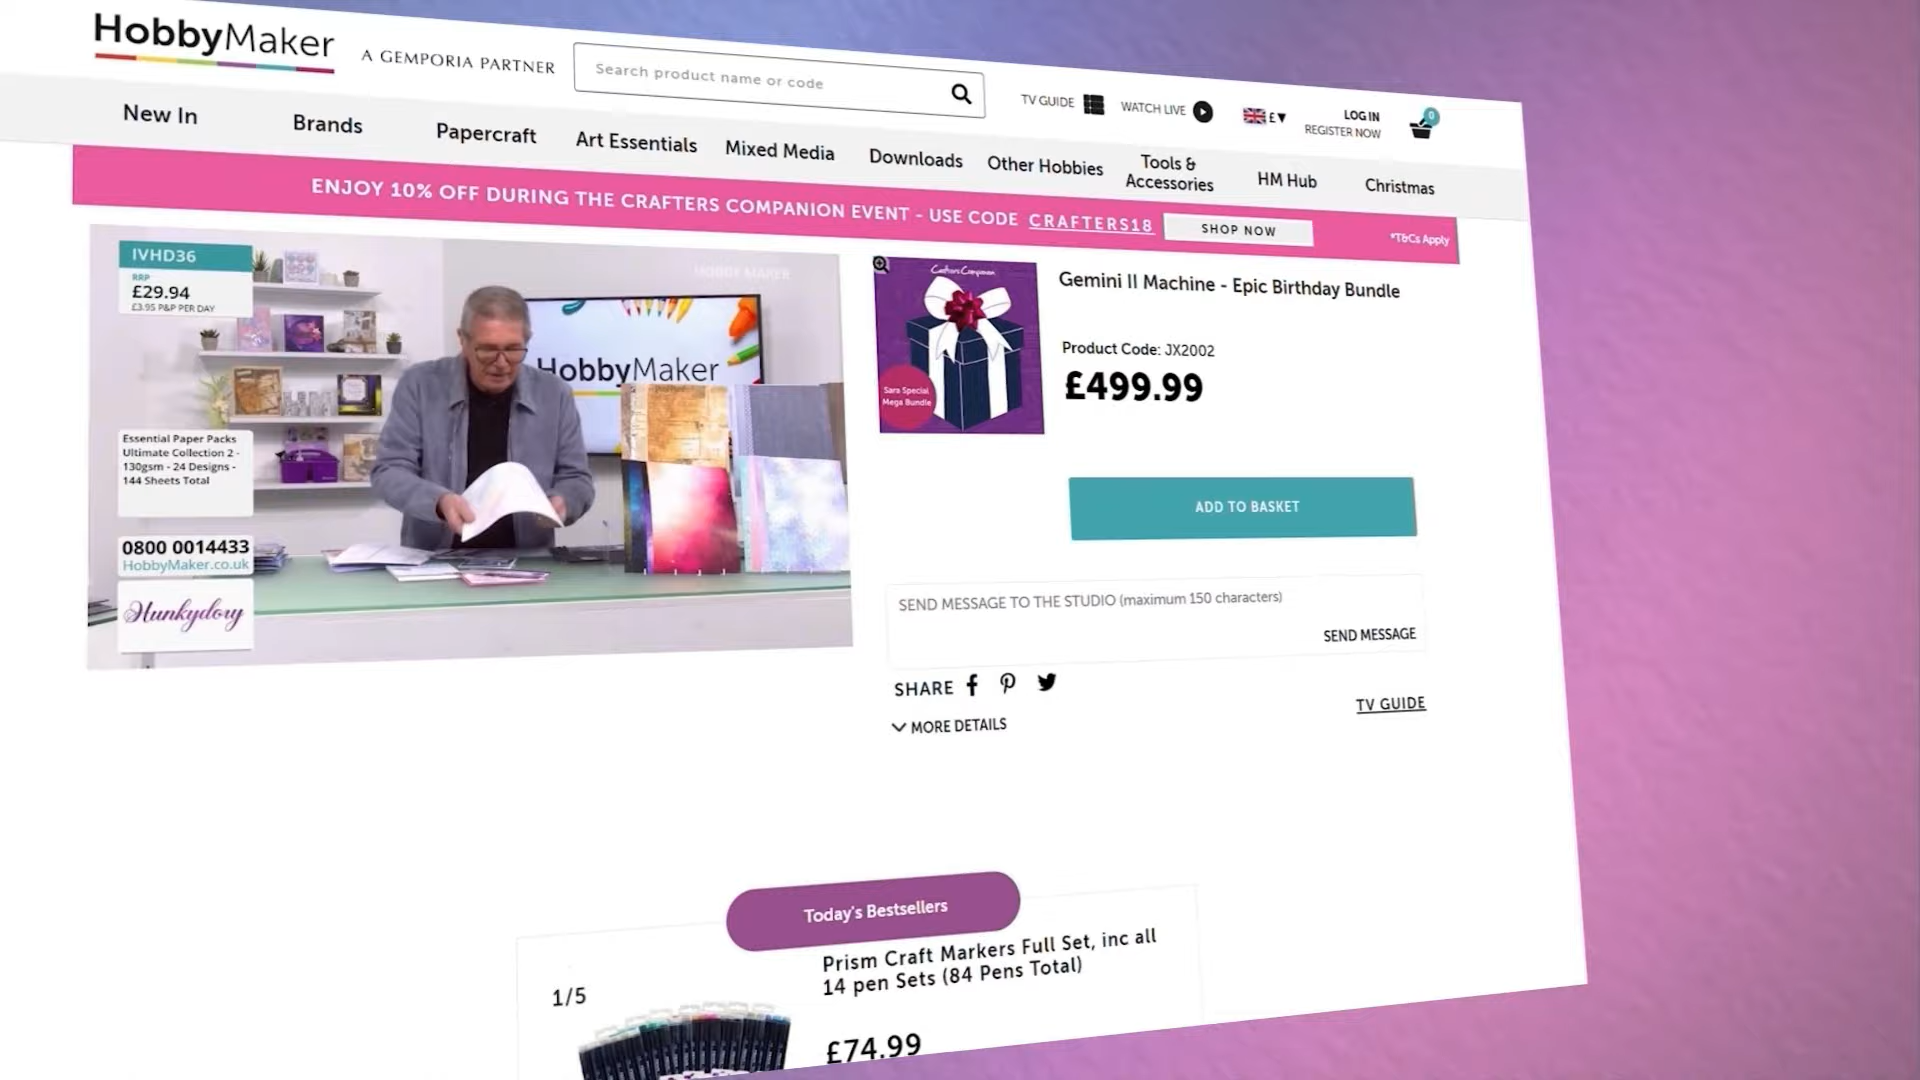 HobbyMaker
A GEMPORIA PARTNER
Search product name or code
TV GUIDE
WATCH LIVE
£▼
LOG IN
REGISTER NOW
0
New In
Brands
Papercraft
Art Essentials
Mixed Media
Downloads
Other Hobbies
Tools &
Accessories
HM Hub
Christmas
ENJOY 10% OFF DURING THE CRAFTERS COMPANION EVENT - USE CODE CRAFTERS18
SHOP NOW
*T&Cs Apply
IVHD36
RRP
£29.94
£3.95 P&P PER DAY
HOBBY MAKER
HobbyMaker
Essential Paper Packs
Ultimate Collection 2 -
130gsm - 24 Designs -
144 Sheets Total
0800 0014433
HobbyMaker.co.uk
Hunkydory
Crafter's Companion
Sara Special
Mega Bundle
Gemini II Machine - Epic Birthday Bundle
Product Code: JX2002
£499.99
ADD TO BASKET
SEND MESSAGE TO THE STUDIO (maximum 150 characters)
SEND MESSAGE
SHARE
TV GUIDE
MORE DETAILS
Today's Bestsellers
1/5
Prism Craft Markers Full Set, inc all
14 pen Sets (84 Pens Total)
£74.99